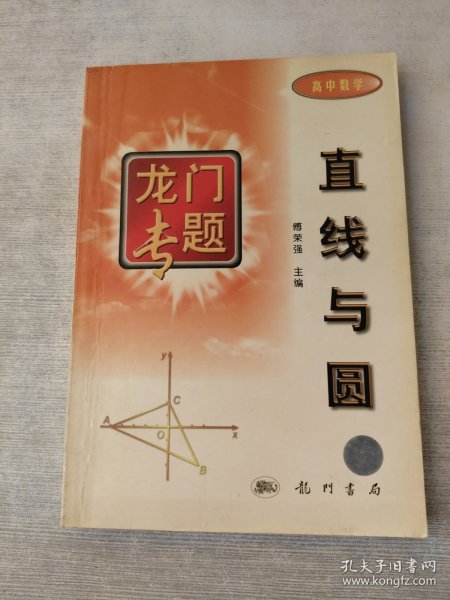 高中数学
直线与圆
傅荣强 主编
龙门
专题
y
C
A
O
x
B
龍門書局
孔夫子旧书网
www.kongfz.com